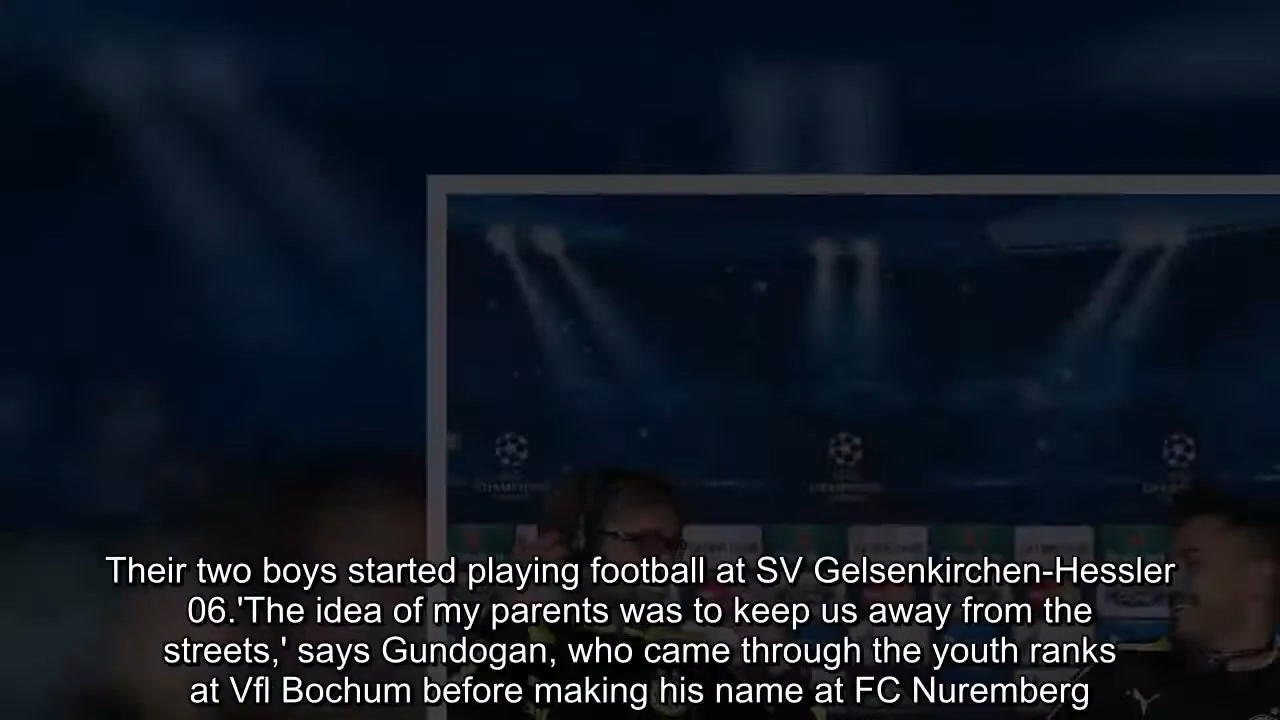 CHAMPIONS
CHAMPIONS
Their two boys started playing football at SV Gelsenkirchen-Hessler
06.'The idea of my parents was to keep us away from the
streets,' says Gundogan, who came through the youth ranks
at Vfl Bochum before making his name at FC Nuremberg